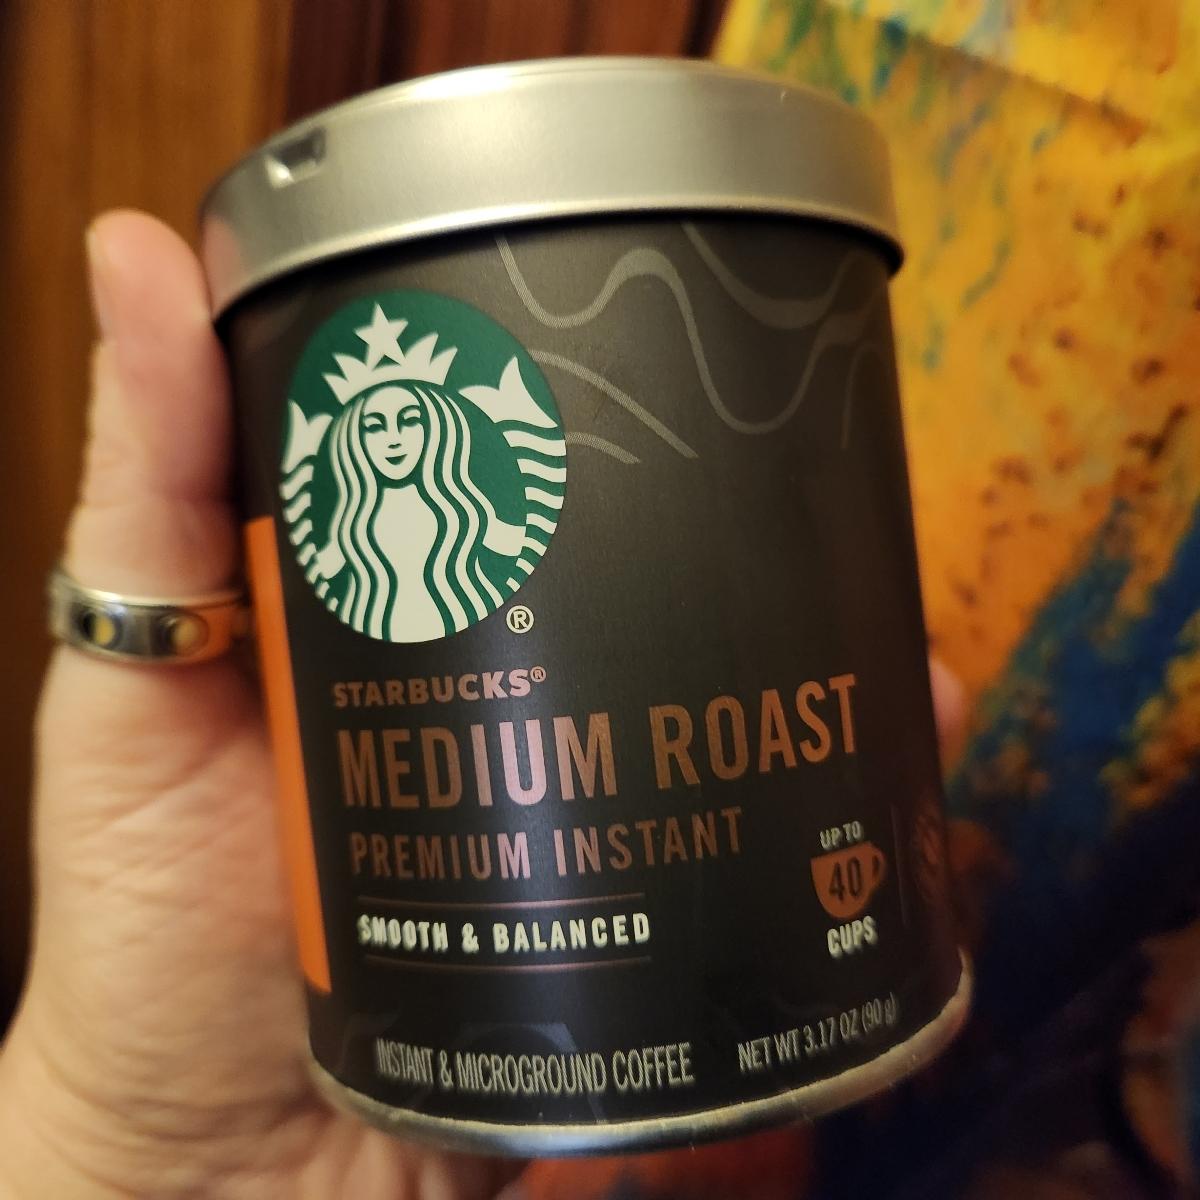 ®
STARBUCKS®
MEDIUM ROAST
PREMIUM INSTANT
SMOOTH & BALANCED
UP TO
40
CUPS
INSTANT & MICROGROUND COFFEE
NET WT 3.17 OZ (90 g)